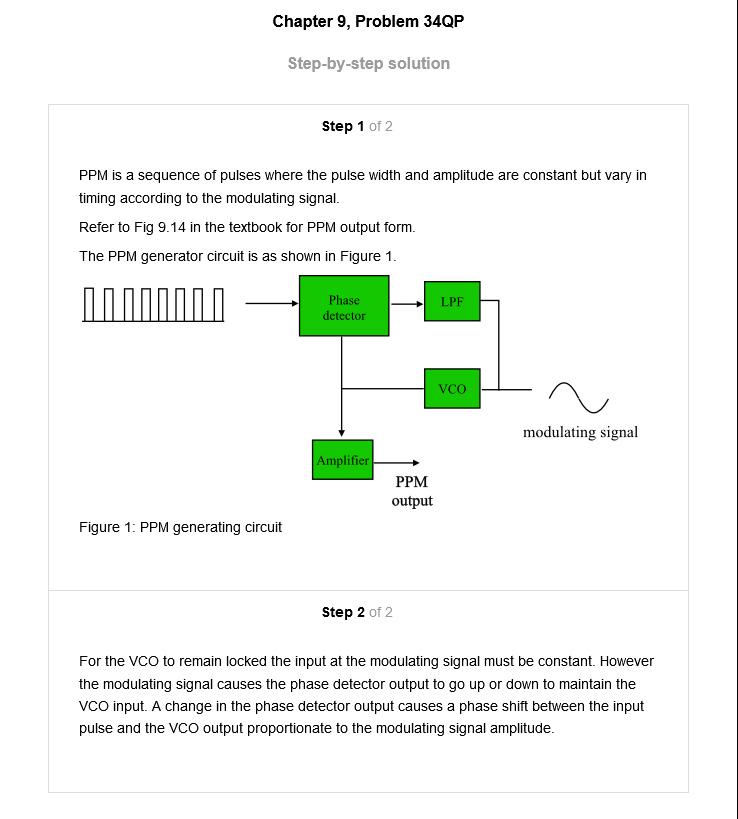 Chapter 9, Problem 34QP
Step-by-step solution
Step 1 of 2
PPM is a sequence of pulses where the pulse width and amplitude are constant but vary in
timing according to the modulating signal.
Refer to Fig 9.14 in the textbook for PPM output form.
The PPM generator circuit is as shown in Figure 1.
Phase
detector
LPF
VCO
modulating signal
Amplifier
PPM
output
Figure 1: PPM generating circuit
Step 2 of 2
For the VCO to remain locked the input at the modulating signal must be constant. However
the modulating signal causes the phase detector output to go up or down to maintain the
VCO input. A change in the phase detector output causes a phase shift between the input
pulse and the VCO output proportionate to the modulating signal amplitude.